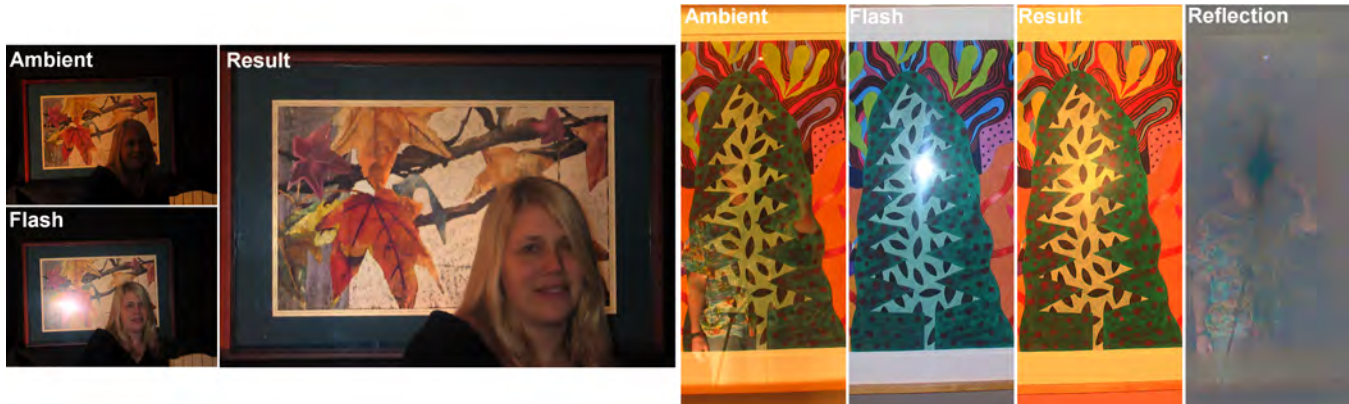 Ambient
Flash
Result
Ambient
Flash
Result
Reflection